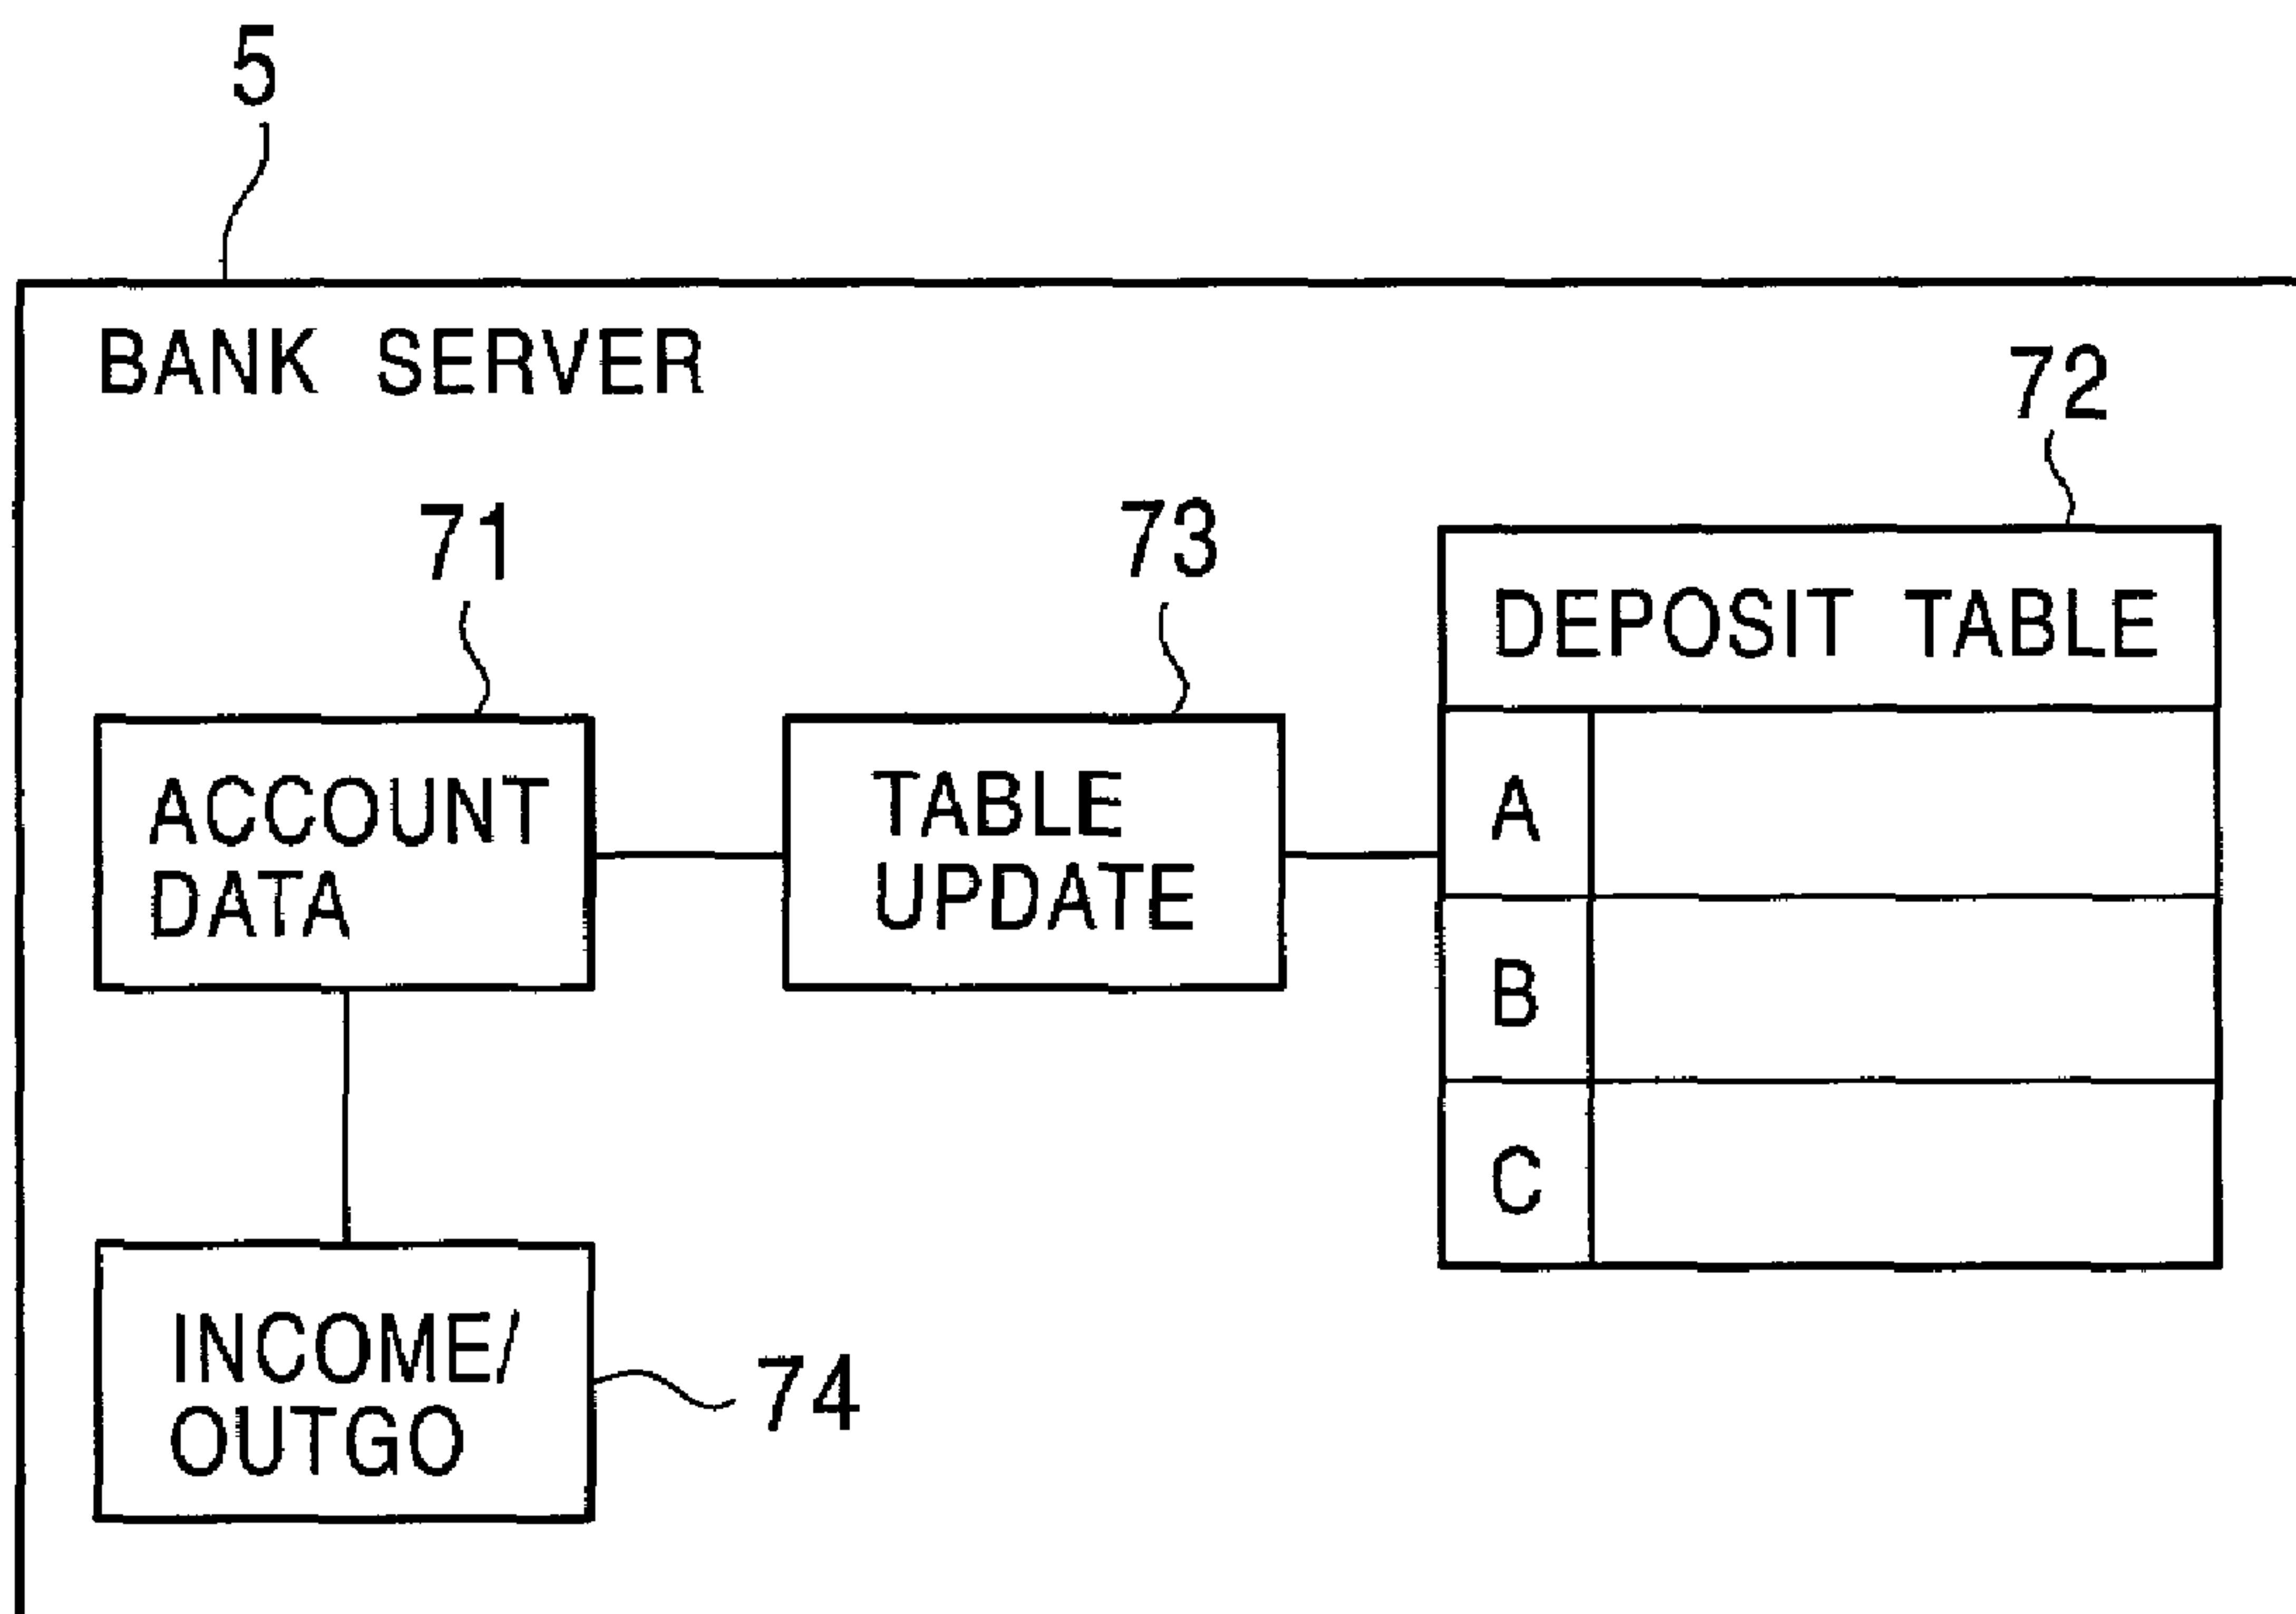 5
BANK SERVER
72
71
73
DEPOSIT TABLE
ACCOUNT
DATA
TABLE
UPDATE
A
B
C
INCOME/
OUTGO
74